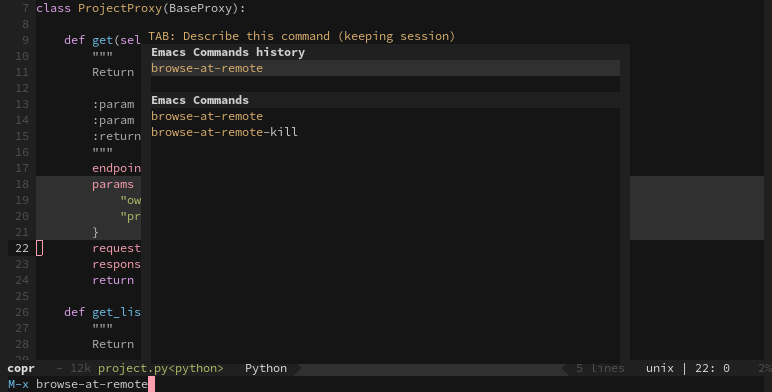 7 class ProjectProxy(BaseProxy):
8
9 def get(sel
TAB: Describe this command (keeping session)
Emacs Commands history
browse-at-remote
Emacs Commands
browse-at-remote
browse-at-remote-kill
10 """
11 Return
12
13 :param
14 :param
15 :return
16 """
17 endpoin
18 params
19 "ow
20 "pr
21 }
22 request
23 respons
24 return
25
26 def get_lis
27 """
28 Return
29
copr - 12k project.py<python> Python 5 lines unix | 22: 0 2%
M-x browse-at-remote